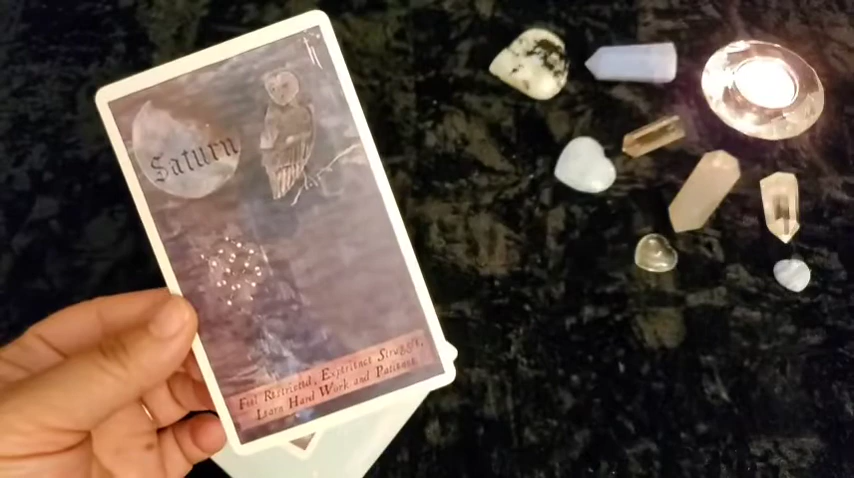 Saturn
Feel Restricted, Experience Struggle,
Learn Hard Work and Patience.